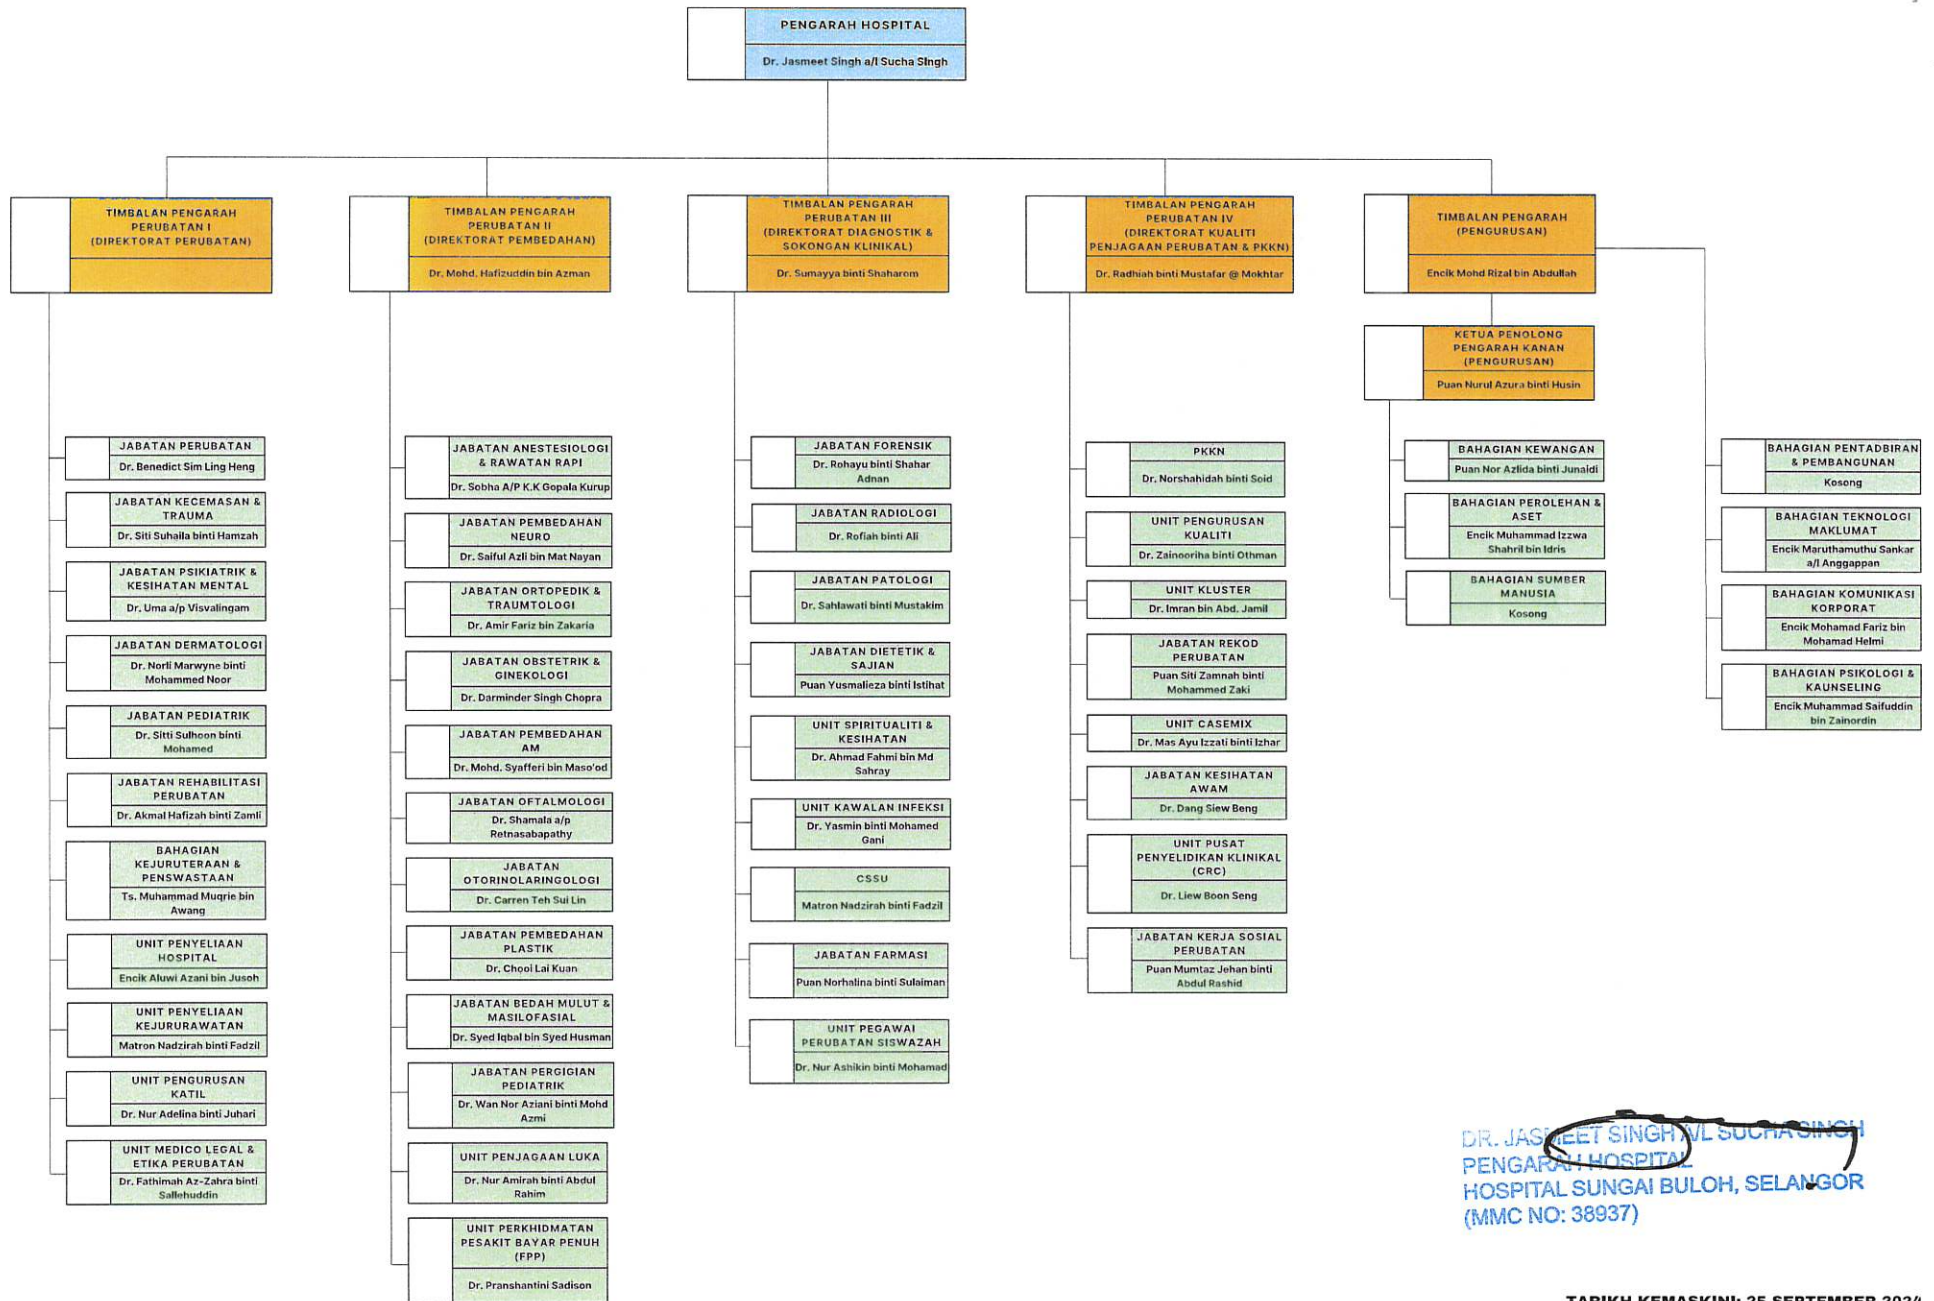 PENGARAH HOSPITAL
Dr. Jasmeet Singh a/l Sucha Singh
TIMBALAN PENGARAH
PERUBATAN I
(DIREKTORAT PERUBATAN)
TIMBALAN PENGARAH
PERUBATAN II
(DIREKTORAT PEMBEDAHAN)
Dr. Mohd. Hafizuddin bin Azman
TIMBALAN PENGARAH
PERUBATAN III
(DIREKTORAT DIAGNOSTIK &
SOKONGAN KLINIKAL)
Dr. Sumayya binti Shaharom
TIMBALAN PENGARAH
PERUBATAN IV
(DIREKTORAT KUALITI
PENJAGAAN PERUBATAN & PKKN)
Dr. Radhiah binti Mustafar @ Mokhtar
TIMBALAN PENGARAH
(PENGURUSAN)
Encik Mohd Rizal bin Abdullah
KETUA PENOLONG
PENGARAH KANAN
(PENGURUSAN)
Puan Nurul Azura binti Husin
JABATAN PERUBATAN
Dr. Benedict Sim Ling Heng
JABATAN KECEMASAN &
TRAUMA
Dr. Siti Suhaila binti Hamzah
JABATAN PSIKIATRIK &
KESIHATAN MENTAL
Dr. Uma a/p Visvalingam
JABATAN DERMATOLOGI
Dr. Norli Marwyne binti
Mohammed Noor
JABATAN PEDIATRIK
Dr. Sitti Sulhoon binti
Mohamed
JABATAN REHABILITASI
PERUBATAN
Dr. Akmal Hafizah binti Zamli
BAHAGIAN
KEJURUTERAAN &
PENSWASTAAN
Ts. Muhammad Muqrie bin
Awang
UNIT PENYELIAAN
HOSPITAL
Encik Aluwi Azani bin Jusoh
UNIT PENYELIAAN
KEJURURAWATAN
Matron Nadzirah binti Fadzil
UNIT PENGURUSAN
KATIL
Dr. Nur Adelina binti Juhari
UNIT MEDICO LEGAL &
ETIKA PERUBATAN
Dr. Fathimah Az-Zahra binti
Sallehuddin
JABATAN ANESTESIOLOGI
& RAWATAN RAPI
Dr. Sobha A/P K.K Gopala Kurup
JABATAN PEMBEDAHAN
NEURO
Dr. Saiful Azli bin Mat Nayan
JABATAN ORTOPEDIK &
TRAUMTOLOGI
Dr. Amir Fariz bin Zakaria
JABATAN OBSTETRIK &
GINEKOLOGI
Dr. Darminder Singh Chopra
JABATAN PEMBEDAHAN
AM
Dr. Mohd. Syafferi bin Maso'od
JABATAN OFTALMOLOGI
Dr. Shamala a/p
Retnasabapathy
JABATAN
OTORINOLARINGOLOGI
Dr. Carren Teh Sui Lin
JABATAN PEMBEDAHAN
PLASTIK
Dr. Chooi Lai Kuan
JABATAN BEDAH MULUT &
MASILOFASIAL
Dr. Syed Iqbal bin Syed Husman
JABATAN PERGIGIAN
PEDIATRIK
Dr. Wan Nor Aziani binti Mohd
Azmi
UNIT PENJAGAAN LUKA
Dr. Nur Amirah binti Abdul
Rahim
UNIT PERKHIDMATAN
PESAKIT BAYAR PENUH
(FPP)
Dr. Pranshantini Sadison
JABATAN FORENSIK
Dr. Rohayu binti Shahar
Adnan
JABATAN RADIOLOGI
Dr. Rofiah binti Ali
JABATAN PATOLOGI
Dr. Sahlawati binti Mustakim
JABATAN DIETETIK &
SAJIAN
Puan Yusmalieza binti Istihat
UNIT SPIRITUALITI &
KESIHATAN
Dr. Ahmad Fahmi bin Md
Sahray
UNIT KAWALAN INFEKSI
Dr. Yasmin binti Mohamed
Gani
CSSU
Matron Nadzirah binti Fadzil
JABATAN FARMASI
Puan Norhalina binti Sulaiman
UNIT PEGAWAI
PERUBATAN SISWAZAH
Dr. Nur Ashikin binti Mohamad
PKKN
Dr. Norshahidah binti Soid
UNIT PENGURUSAN
KUALITI
Dr. Zainooriha binti Othman
UNIT KLUSTER
Dr. Imran bin Abd. Jamil
JABATAN REKOD
PERUBATAN
Puan Siti Zamnah binti
Mohammed Zaki
UNIT CASEMIX
Dr. Mas Ayu Izzati binti Izhar
JABATAN KESIHATAN
AWAM
Dr. Dang Siew Beng
UNIT PUSAT
PENYELIDIKAN KLINIKAL
(CRC)
Dr. Liew Boon Seng
JABATAN KERJA SOSIAL
PERUBATAN
Puan Mumtaz Jehan binti
Abdul Rashid
BAHAGIAN KEWANGAN
Puan Nor Azlida binti Junaidi
BAHAGIAN PEROLEHAN &
ASET
Encik Muhammad Izzwa
Shahril bin Idris
BAHAGIAN SUMBER
MANUSIA
Kosong
BAHAGIAN PENTADBIRAN
& PEMBANGUNAN
Kosong
BAHAGIAN TEKNOLOGI
MAKLUMAT
Encik Maruthamuthu Sankar
a/l Anggappan
BAHAGIAN KOMUNIKASI
KORPORAT
Encik Mohamad Fariz bin
Mohamad Helmi
BAHAGIAN PSIKOLOGI &
KAUNSELING
Encik Muhammad Saifuddin
bin Zainordin
DR. JASMEET SINGH A/L SUCHA SINGH
PENGARAH HOSPITAL
HOSPITAL SUNGAI BULOH, SELANGOR
(MMC NO: 38937)
TARIKH KEMASKINI: 25 SEPTEMBER 2024